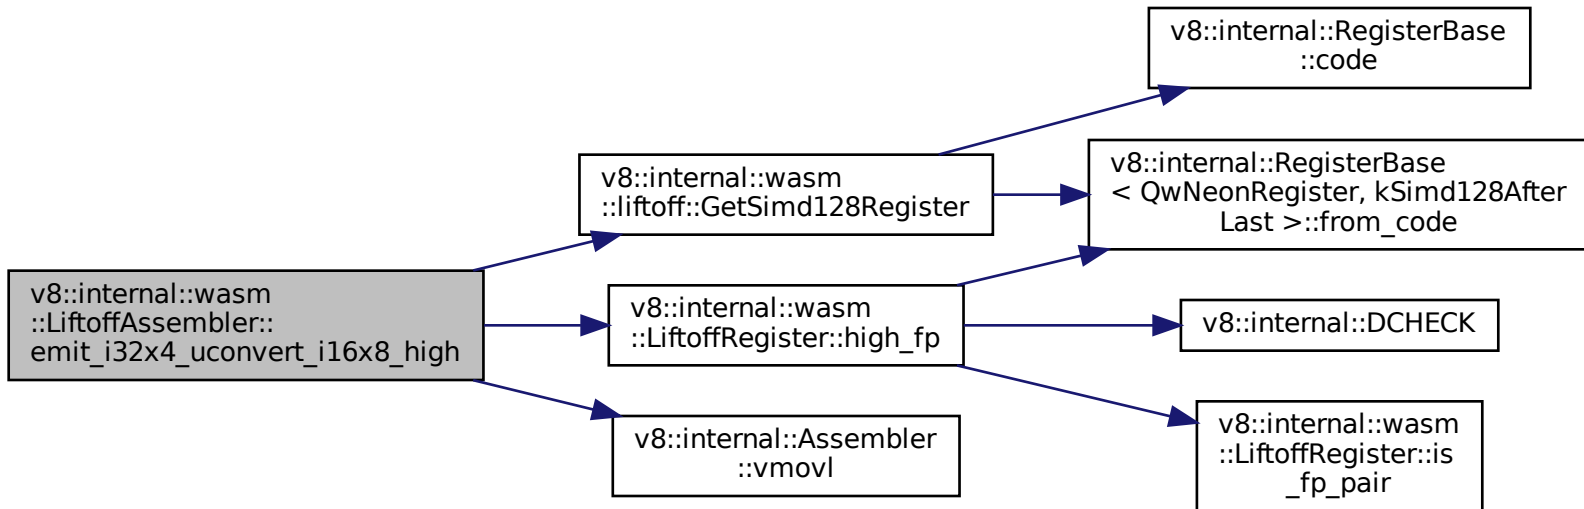 v8::internal::RegisterBase
::code
v8::internal::RegisterBase
< QwNeonRegister, kSimd128After
Last >::from_code
v8::internal::wasm
::liftoff::GetSimd128Register
v8::internal::wasm
::LiftoffAssembler::
emit_i32x4_uconvert_i16x8_high
v8::internal::wasm
::LiftoffRegister::high_fp
v8::internal::DCHECK
v8::internal::Assembler
::vmovl
v8::internal::wasm
::LiftoffRegister::is
_fp_pair